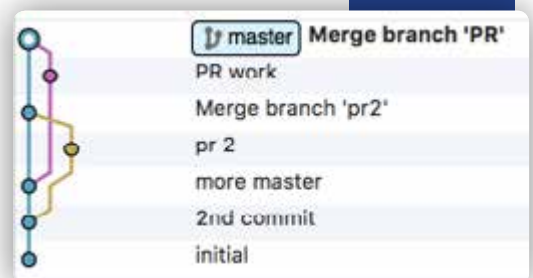 master Merge branch 'PR'
PR work
Merge branch 'pr2'
pr 2
more master
2nd commit
initial